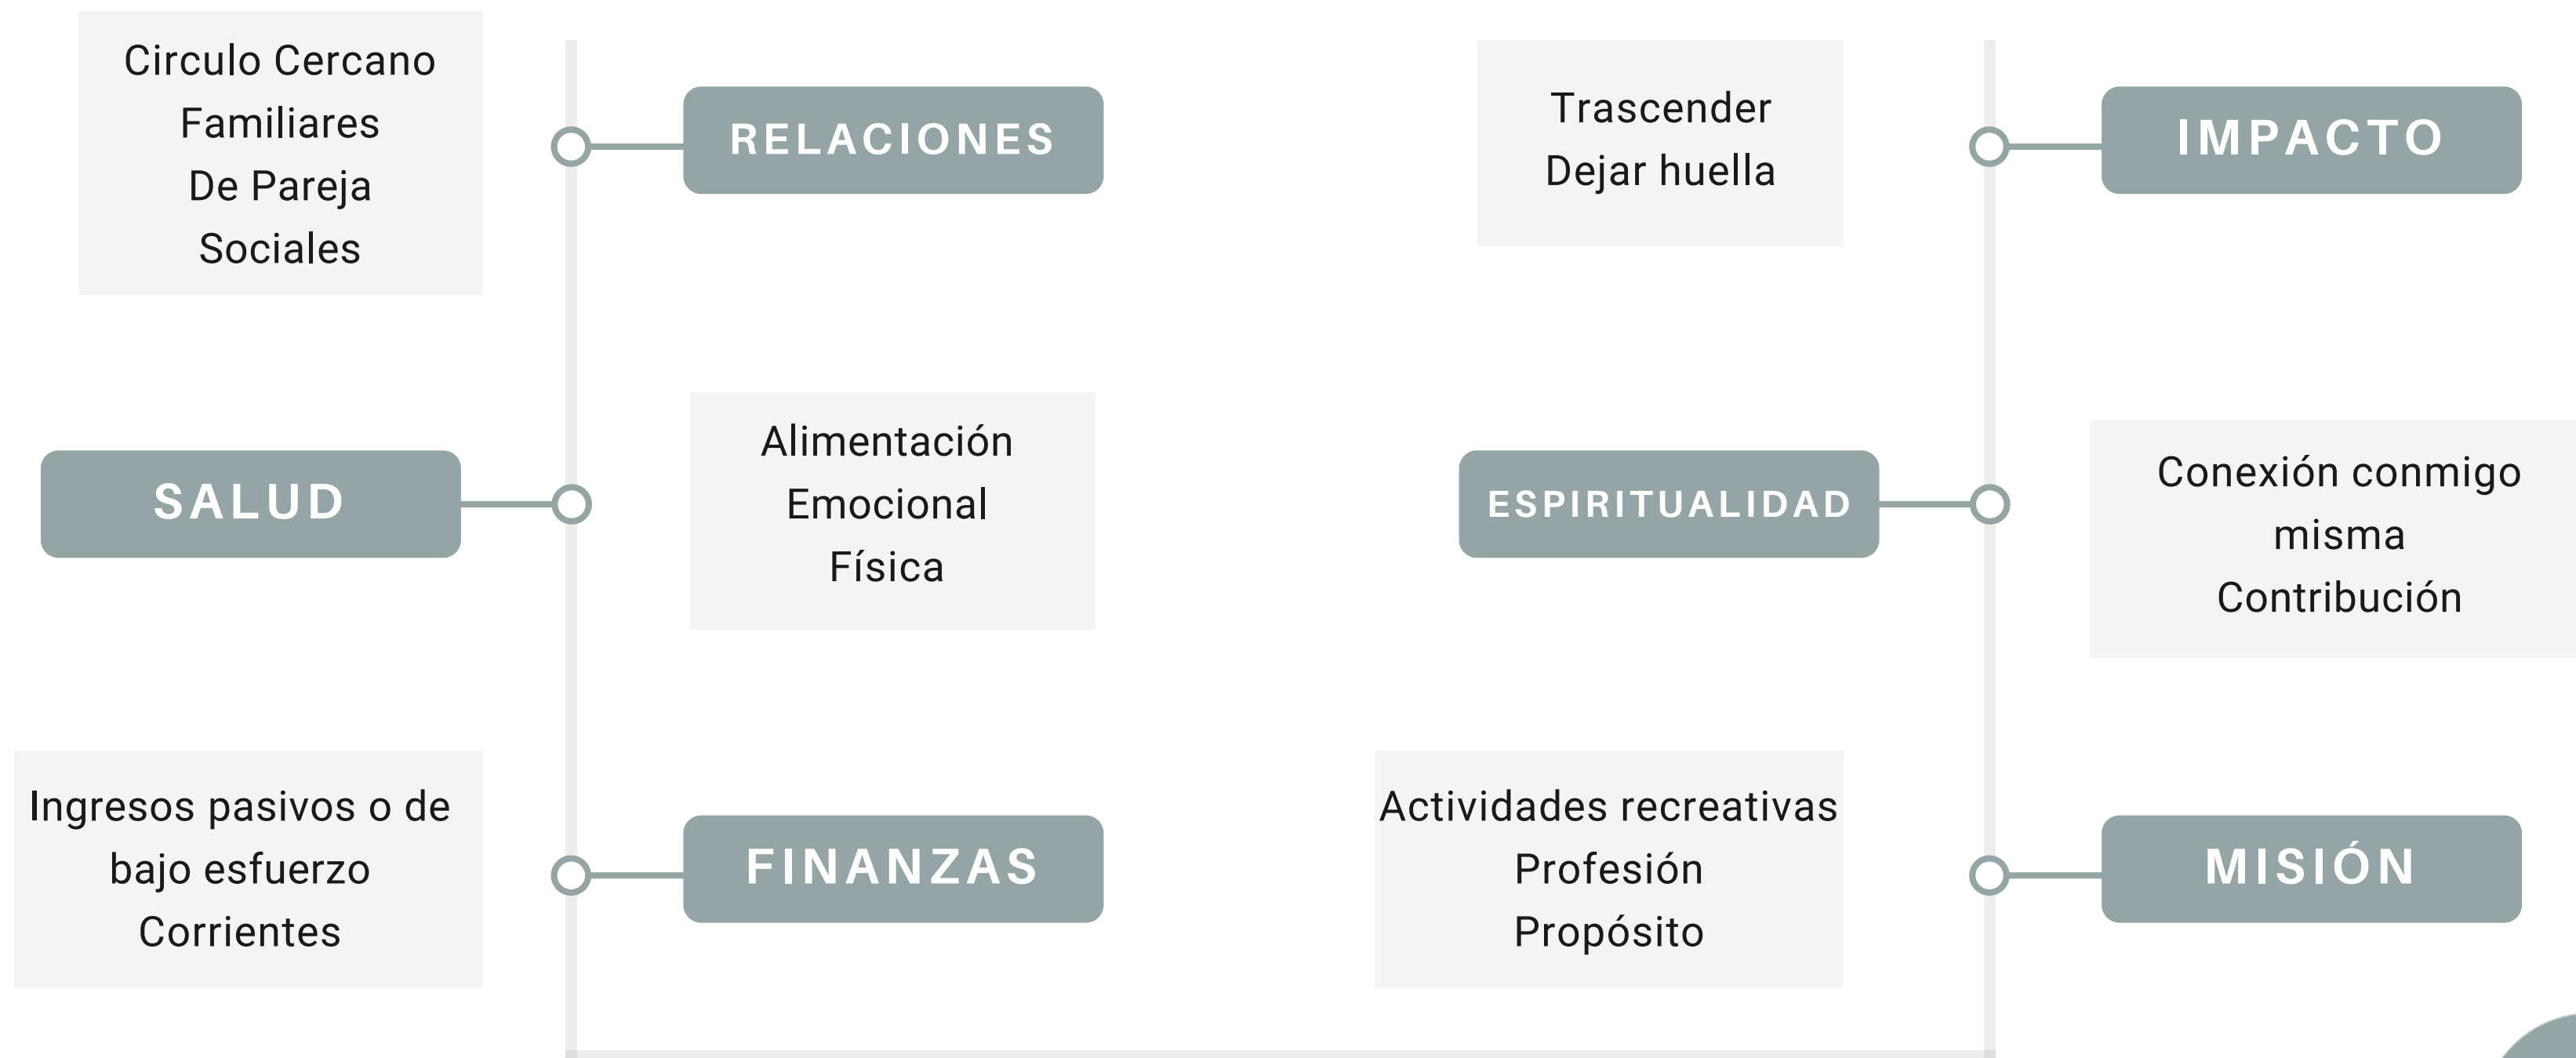 Circulo Cercano
Familiares
De Pareja
Sociales
RELACIONES
SALUD
Alimentación
Emocional
Física
Ingresos pasivos o de
bajo esfuerzo
Corrientes
FINANZAS
Trascender
Dejar huella
IMPACTO
ESPIRITUALIDAD
Conexión conmigo
misma
Contribución
Actividades recreativas
Profesión
Propósito
MISIÓN